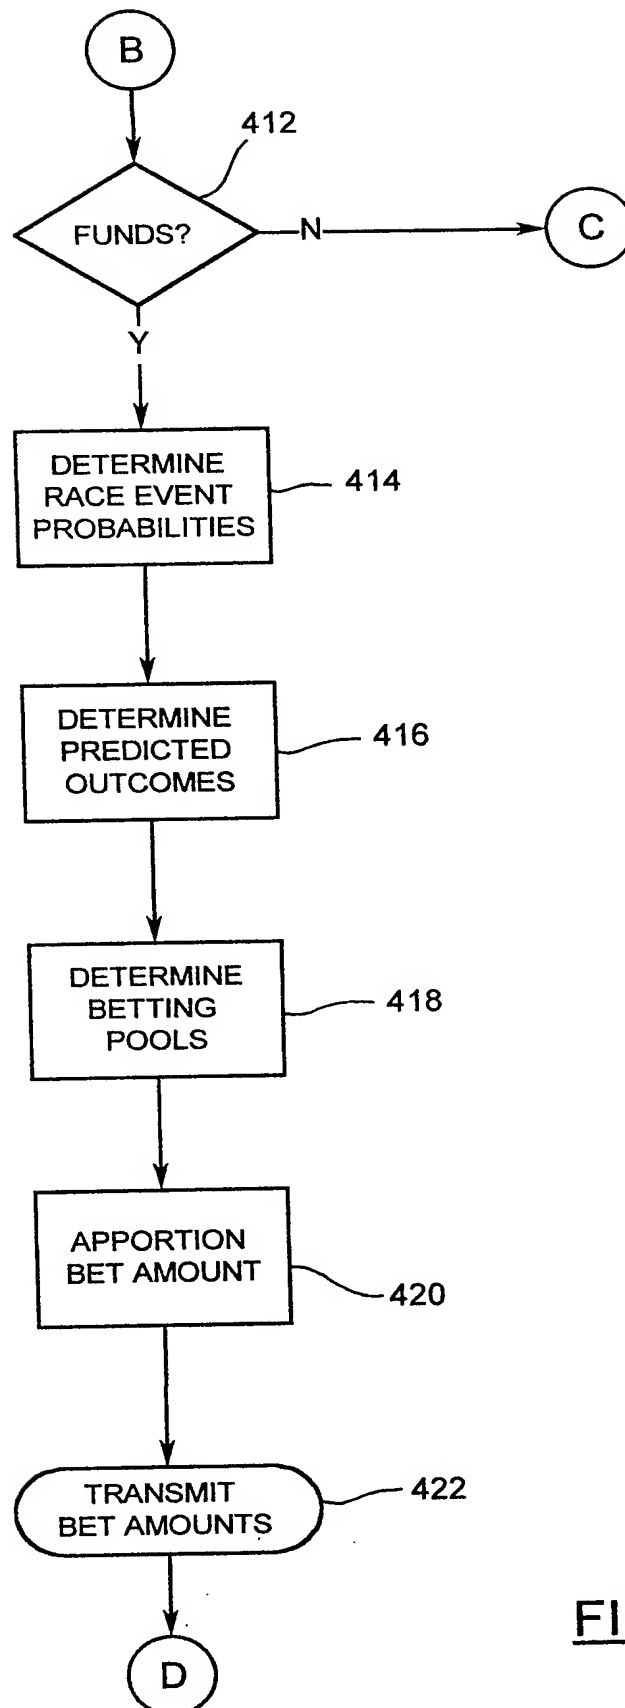 B
412
FUNDS?
N
C
Y
DETERMINE
RACE EVENT
PROBABILITIES
414
DETERMINE
PREDICTED
OUTCOMES
416
DETERMINE
BETTING
POOLS
418
APPORTION
BET AMOUNT
420
TRANSMIT
BET AMOUNTS
422
FI
D